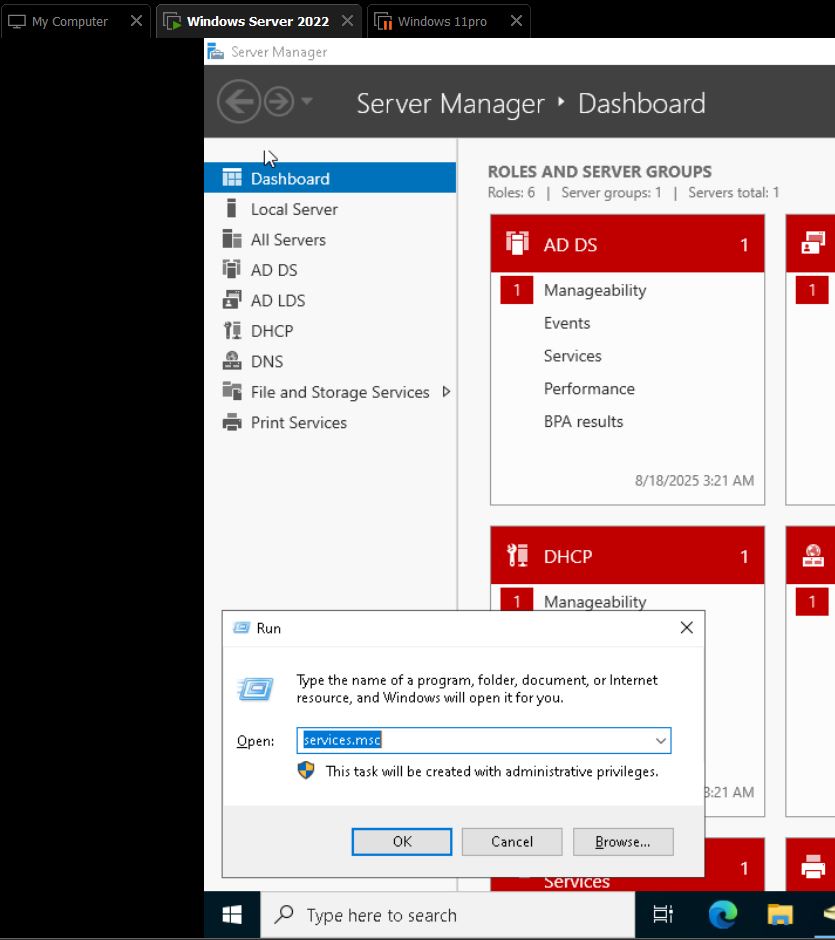 My Computer
Windows Server 2022
Windows 11pro
Server Manager
Server Manager ‣ Dashboard
Dashboard
Local Server
All Servers
AD DS
AD LDS
DHCP
DNS
File and Storage Services
Print Services
ROLES AND SERVER GROUPS
Roles: 6 | Server groups: 1 | Servers total: 1
AD DS 1
1 Manageability
Events
Services
Performance
BPA results
8/18/2025 3:21 AM
1
DHCP 1
1 Manageability
1
3:21 AM
Services 1
Run
Type the name of a program, folder, document, or Internet
resource, and Windows will open it for you.
Open: services.msc
This task will be created with administrative privileges.
OK Cancel Browse...
Type here to search